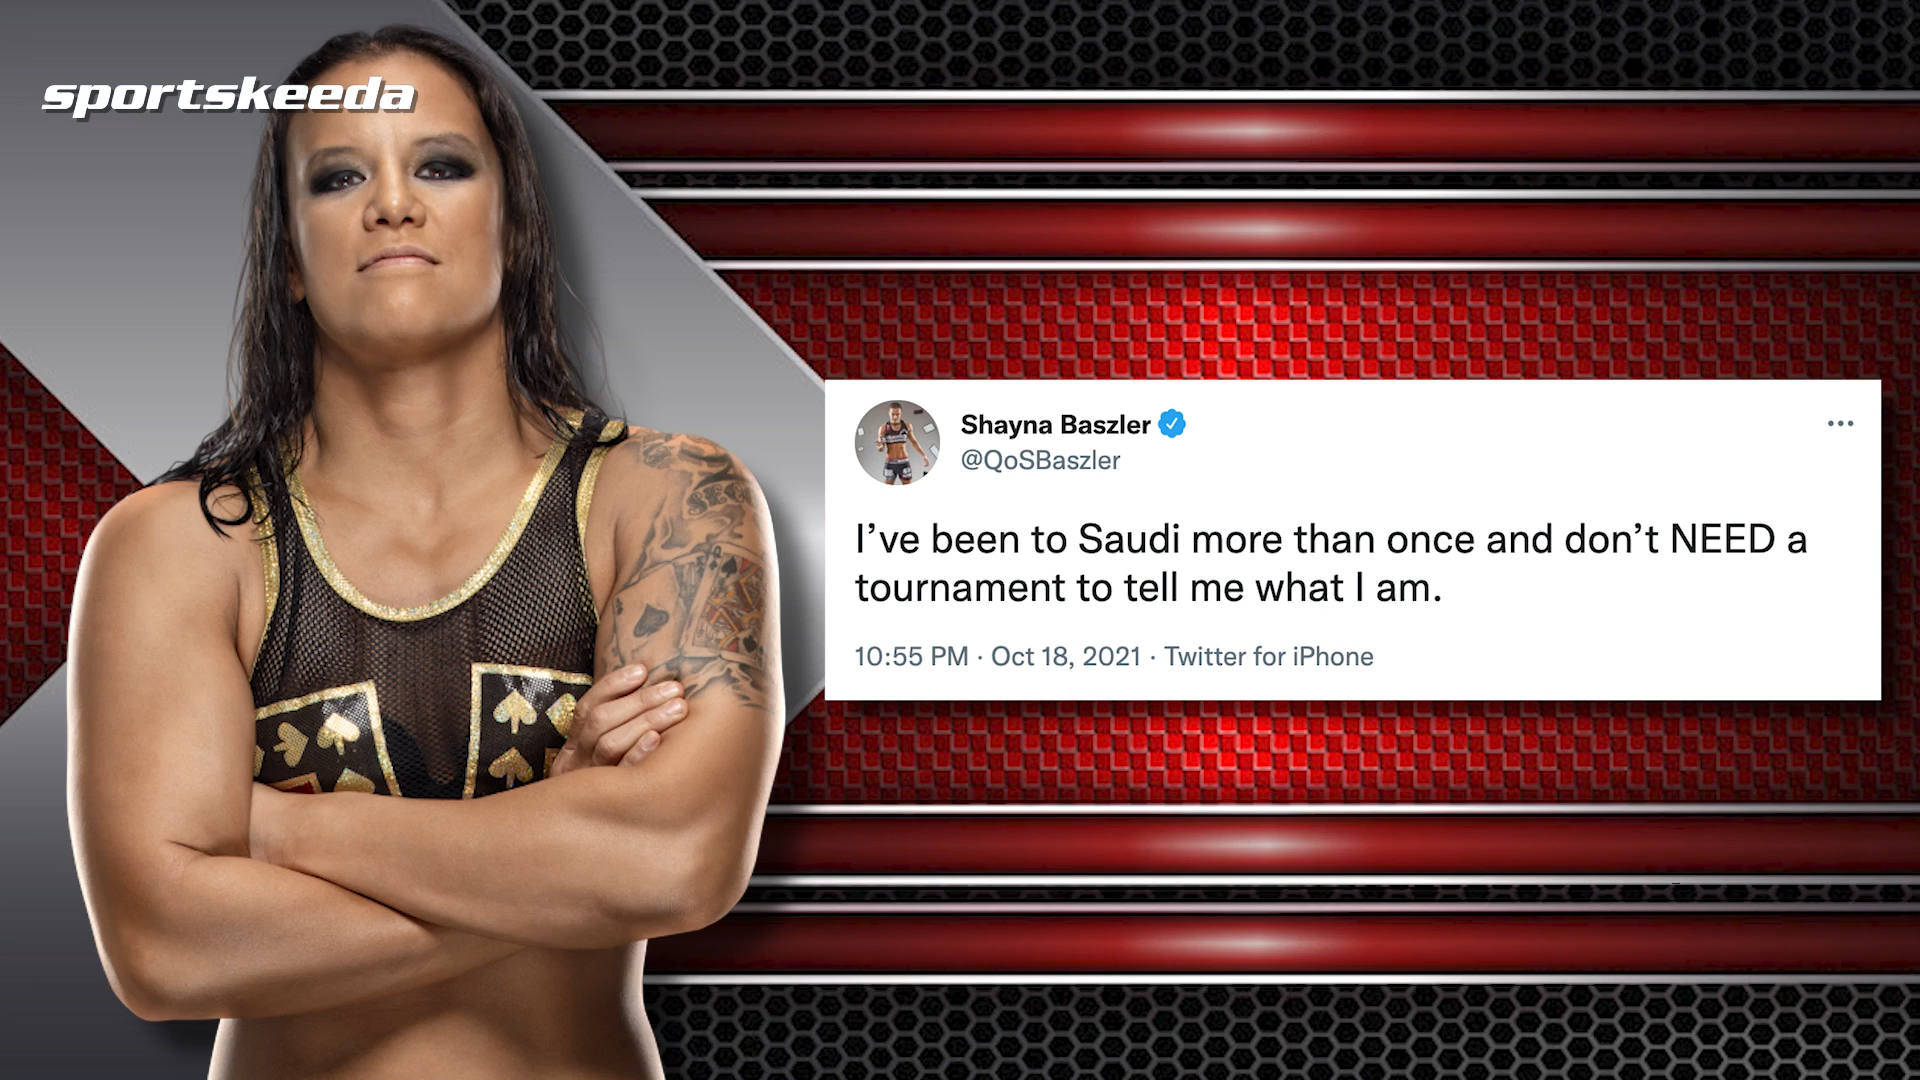 sportskeeda
Shayna Baszler
@QoSBaszler
I’ve been to Saudi more than once and don’t NEED a
tournament to tell me what I am.
10:55 PM · Oct 18, 2021 · Twitter for iPhone